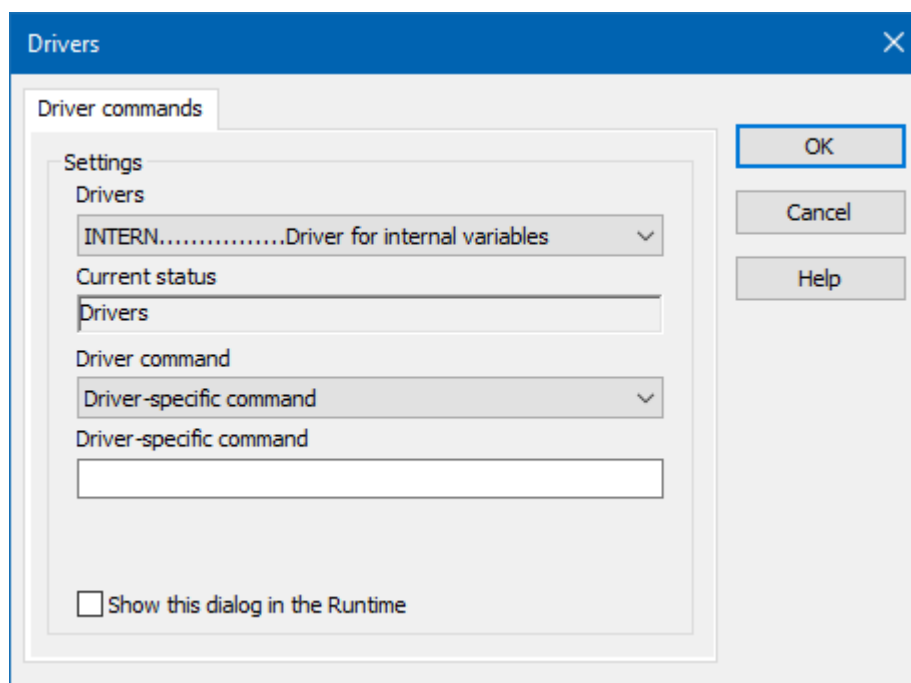 Drivers
Driver commands
Settings
Drivers
INTERN................Driver for internal variables
Current status
Drivers
Driver command
Driver-specific command
Driver-specific command
Show this dialog in the Runtime
OK
Cancel
Help